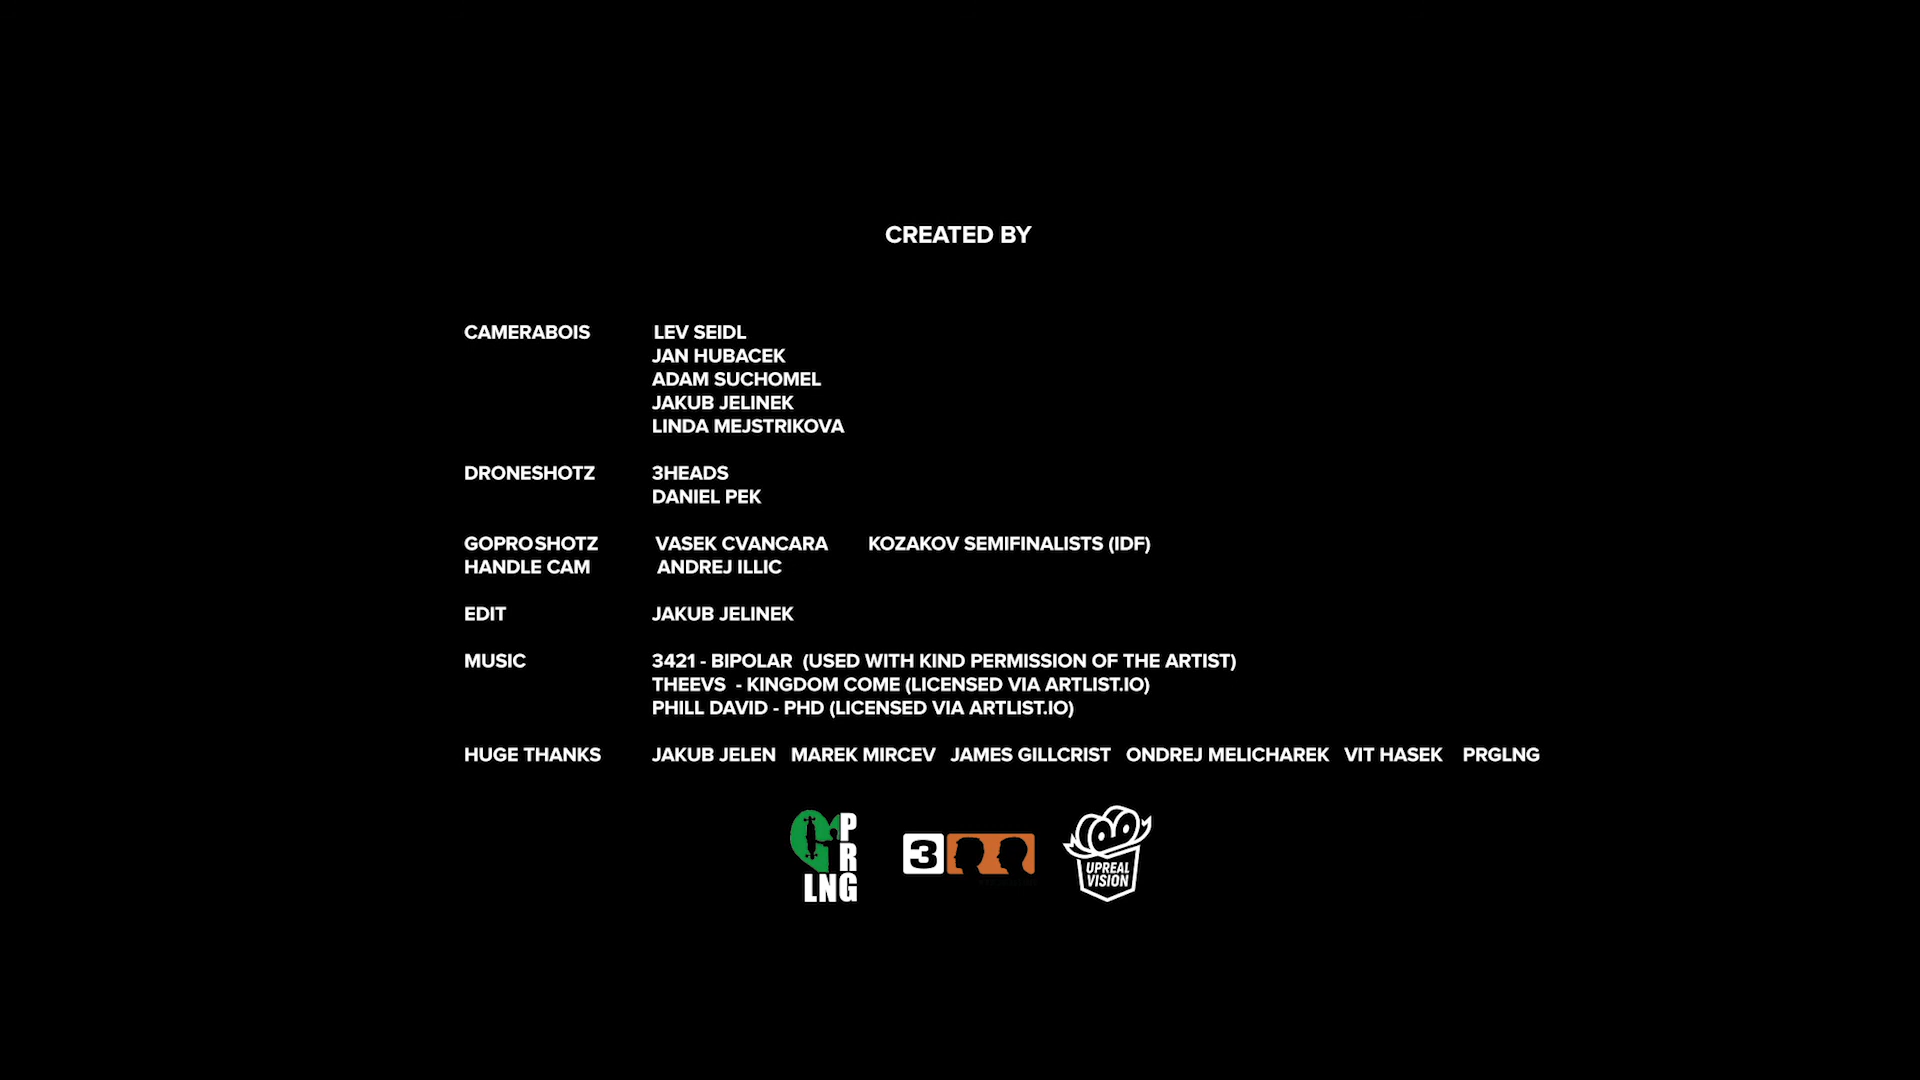 CREATED BY
CAMERABOIS LEV SEIDL
JAN HUBACEK
ADAM SUCHOMEL
JAKUB JELINEK
LINDA MEJSTRIKOVA
DRONESHOTZ 3HEADS
DANIEL PEK
GOPROSHOTZ VASEK CVANCARA KOZAKOV SEMIFINALISTS (IDF)
HANDLE CAM ANDREJ ILLIC
EDIT JAKUB JELINEK
MUSIC 3421 - BIPOLAR (USED WITH KIND PERMISSION OF THE ARTIST)
THEEVS - KINGDOM COME (LICENSED VIA ARTLIST.IO)
PHILL DAVID - PHD (LICENSED VIA ARTLIST.IO)
HUGE THANKS JAKUB JELEN MAREK MIRCEV JAMES GILLCRIST ONDREJ MELICHAREK VIT HASEK PRGLNG
PR
LNG
3
UPREAL
VISION